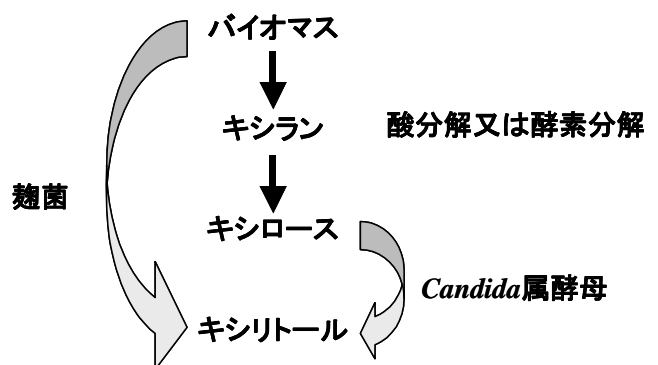 バイオマス
キシラン
酸分解又は酵素分解
麹菌
キシロース
Candida属酵母
キシリトール